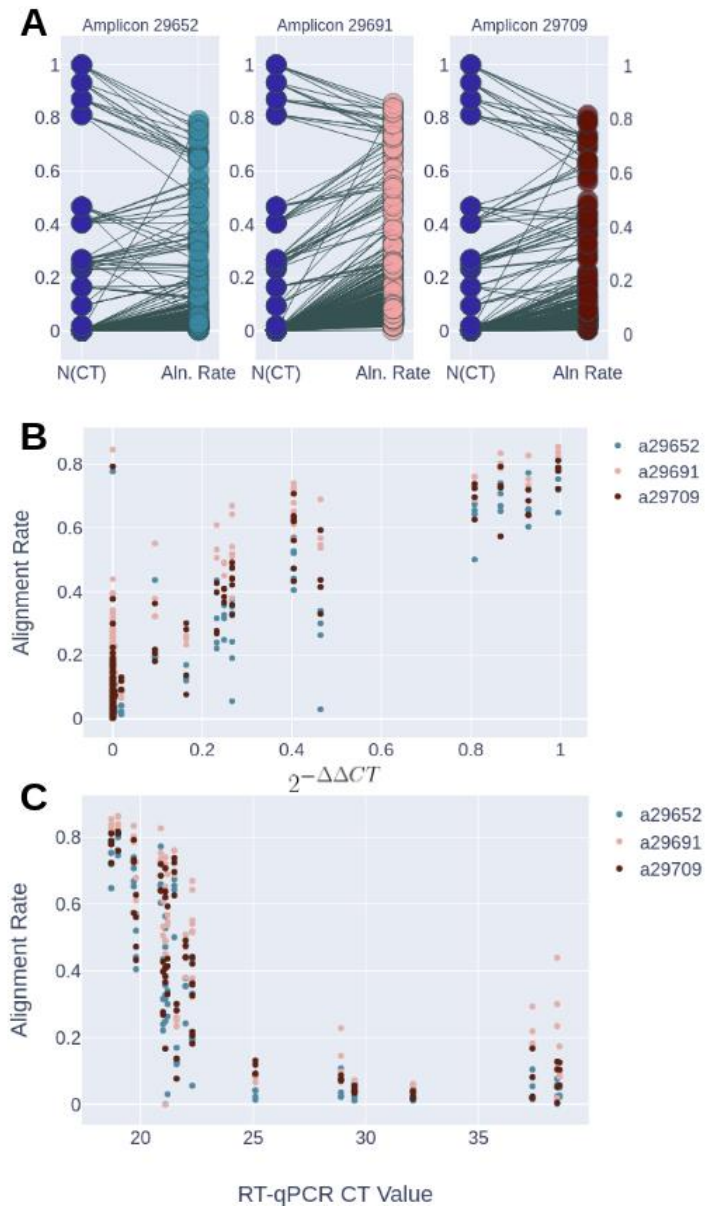 A
Amplicon 29652
Amplicon 29691
Amplicon 29709
1
1
0.8
0.8
0.6
0.6
0.4
0.4
0.2
0.2
0
0
N(CT)
Aln. Rate
N(CT)
Aln. Rate
N(CT)
Aln Rate
B
a29652
a29691
a29709
Alignment Rate
0.8
0.6
0.4
0.2
0
0
0.2
0.4
0.6
0.8
1
2^{-ΔΔCT}
C
a29652
a29691
a29709
Alignment Rate
0.8
0.6
0.4
0.2
0
20
25
30
35
RT-qPCR CT Value